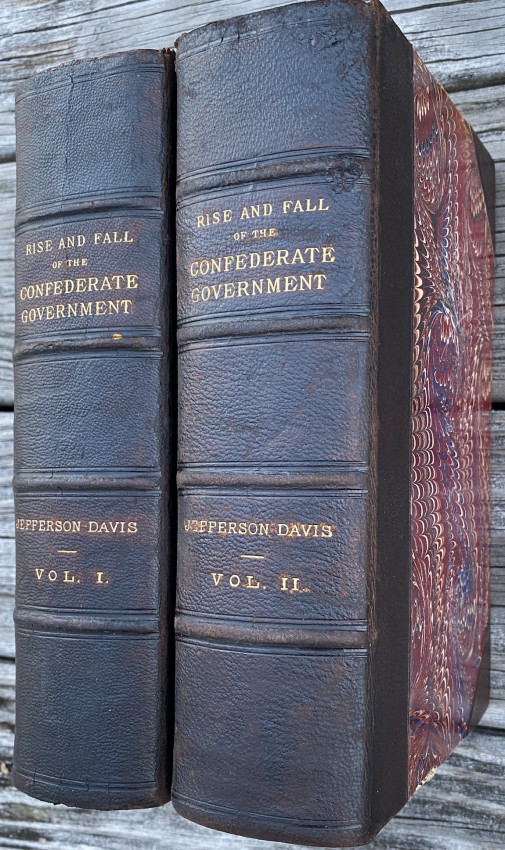 RISE AND FALL
OF THE
CONFEDERATE
GOVERNMENT
JEFFERSON DAVIS
VOL. I.
RISE AND FALL
OF THE
CONFEDERATE
GOVERNMENT
JEFFERSON DAVIS
VOL. II.